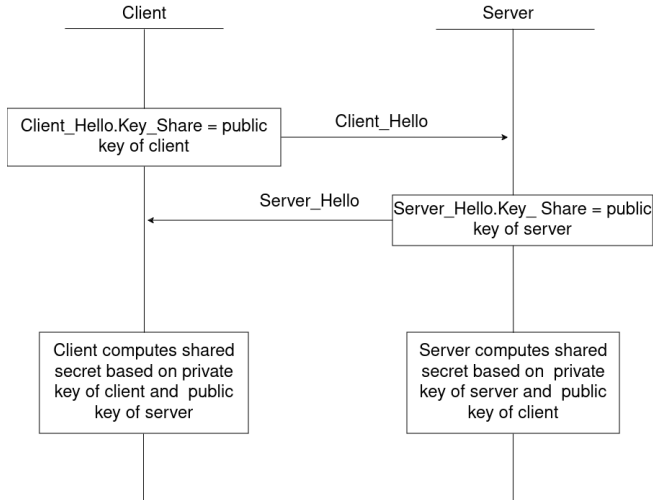 Client
Server
Client_Hello.Key_Share = public
key of client
Client_Hello
Server_Hello
Server_Hello.Key_ Share = public
key of server
Client computes shared
secret based on private
key of client and public
key of server
Server computes shared
secret based on private
key of server and public
key of client